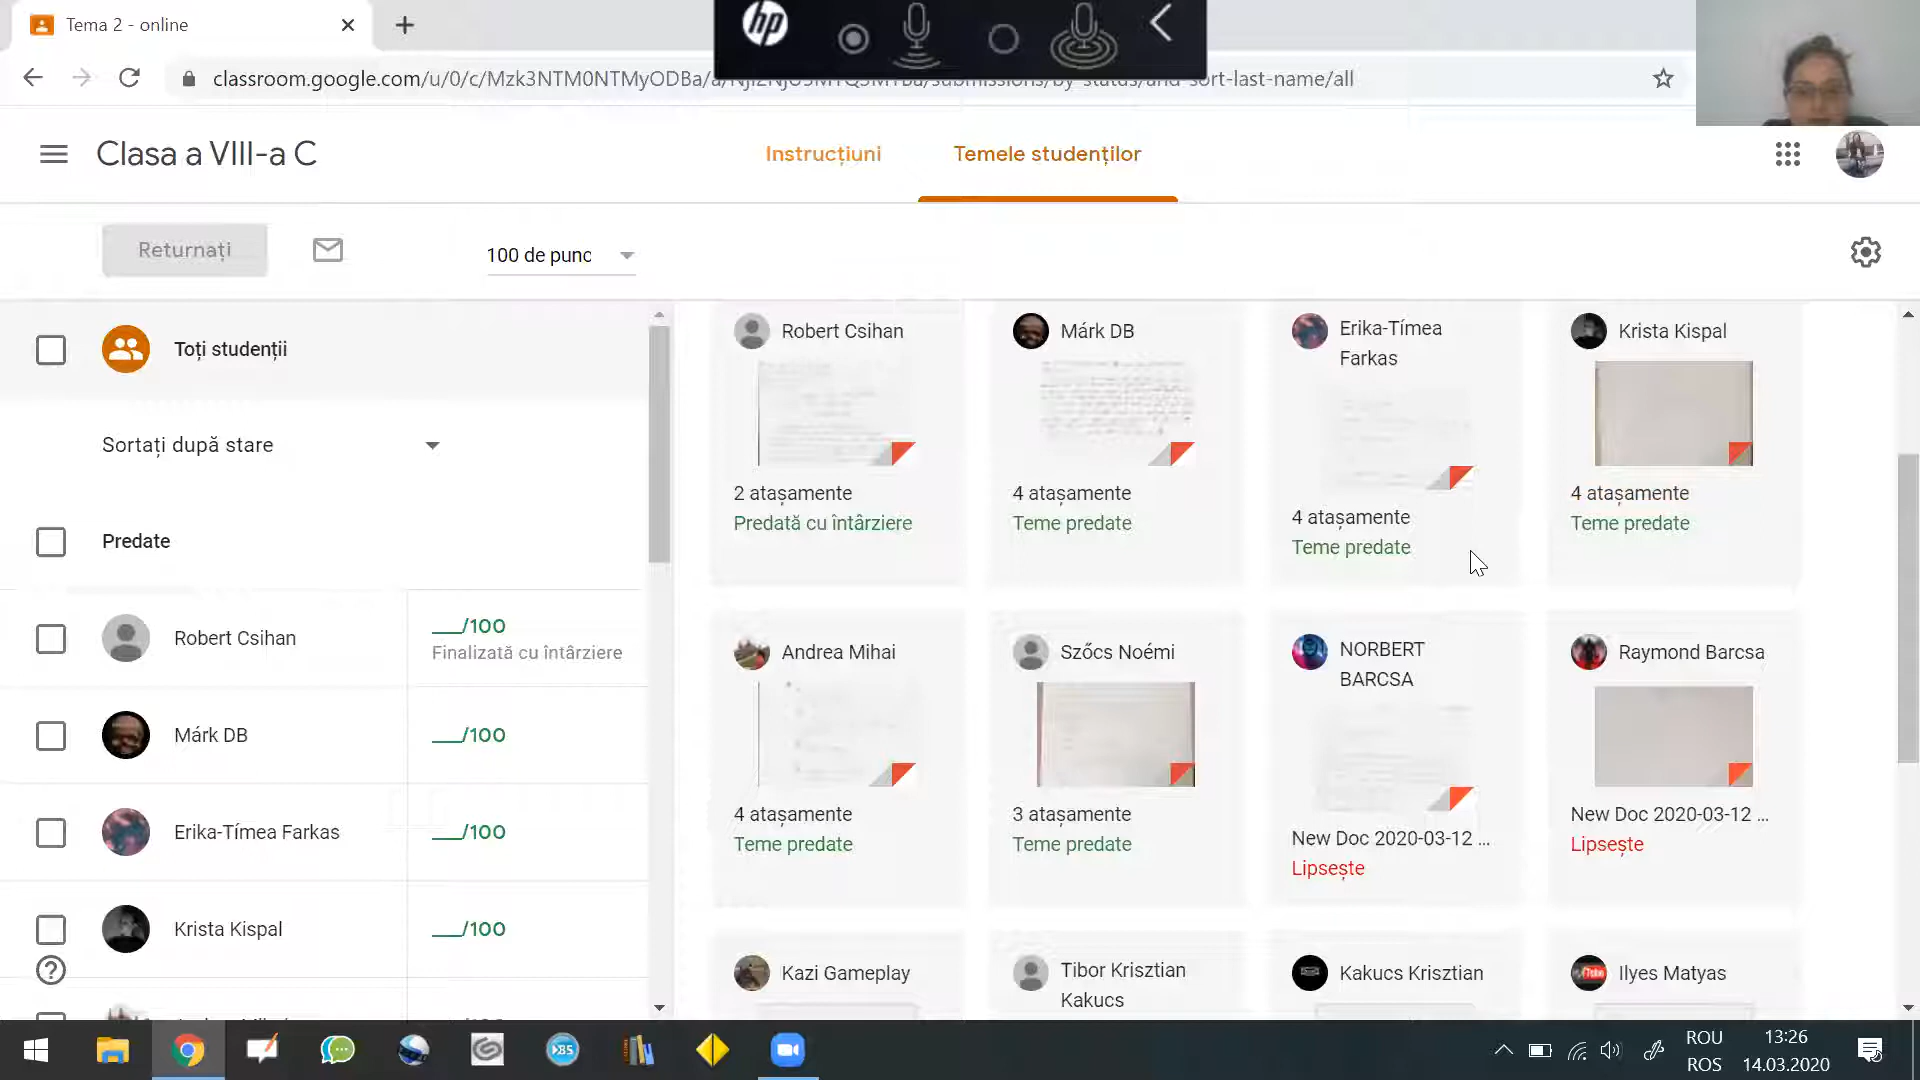 Tema 2 - online
hp
classroom.google.com/u/0/c/Mzk3NTM0NTMyODBa/a/
sort-last-name/all
Clasa a VIII-a C
Instrucțiuni
Temele studenților
Returnați
100 de punc
Toți studenții
Sortați după stare
Predate
Robert Csihan
___/100
Finalizată cu întârziere
Márk DB
___/100
Erika-Tímea Farkas
___/100
Krista Kispal
___/100
Robert Csihan
2 atașamente
Predată cu întârziere
Márk DB
4 atașamente
Teme predate
Erika-Tímea
Farkas
4 atașamente
Teme predate
Krista Kispal
4 atașamente
Teme predate
Andrea Mihai
4 atașamente
Teme predate
Szőcs Noémi
3 atașamente
Teme predate
NORBERT
BARCSA
New Doc 2020-03-12 ...
Lipsește
Raymond Barcsa
New Doc 2020-03-12 ...
Lipsește
Kazi Gameplay
Tibor Krisztian
Kakucs
Kakucs Krisztian
Ilyes Matyas
ROU
ROS
13:26
14.03.2020